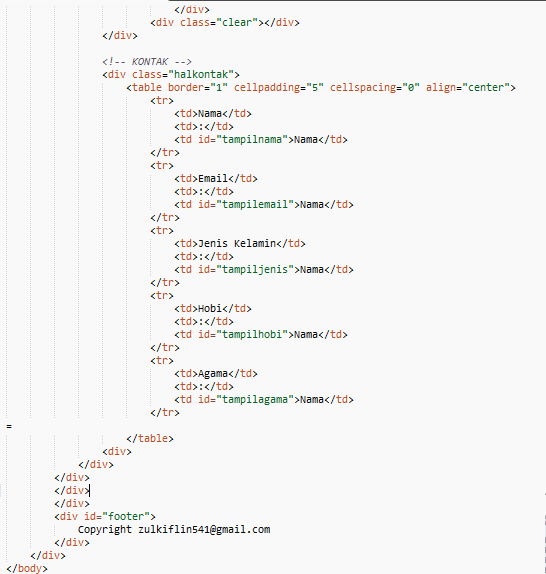 </div>
<div class="clear"></div>
</div>
<!-- KONTAK -->
<div class="halkontak">
<table border="1" cellpadding="5" cellspacing="0" align="center">
<tr>
<td>Nama</td>
<td>:</td>
<td id="tampilnama">Nama</td>
</tr>
<tr>
<td>Email</td>
<td>:</td>
<td id="tampilemail">Nama</td>
</tr>
<tr>
<td>Jenis Kelamin</td>
<td>:</td>
<td id="tampiljenis">Nama</td>
</tr>
<tr>
<td>Hobi</td>
<td>:</td>
<td id="tampilhobi">Nama</td>
</tr>
<tr>
<td>Agama</td>
<td>:</td>
<td id="tampilagama">Nama</td>
</tr>
=
</table>
<div>
</div>
</div>
</div>
</div>
<div id="footer">
Copyright zulkiflin541@gmail.com
</div>
</div>
</body>